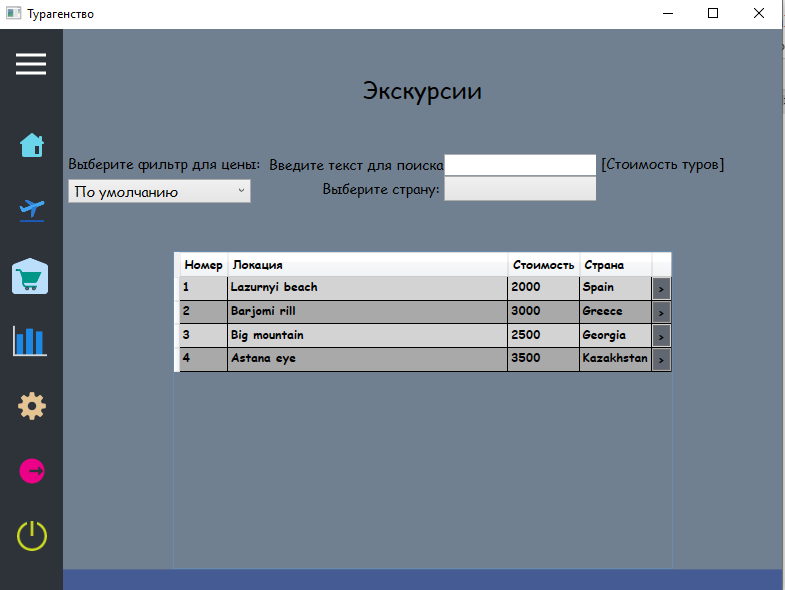 Турагенство
Экскурсии
Выберите фильтр для цены: Введите текст для поиска [Стоимость туров]
По умолчанию Выберите страну:
Номер Локация Стоимость Страна
1 Lazurnyi beach 2000 Spain >
2 Barjomi rill 3000 Greece >
3 Big mountain 2500 Georgia >
4 Astana eye 3500 Kazakhstan >